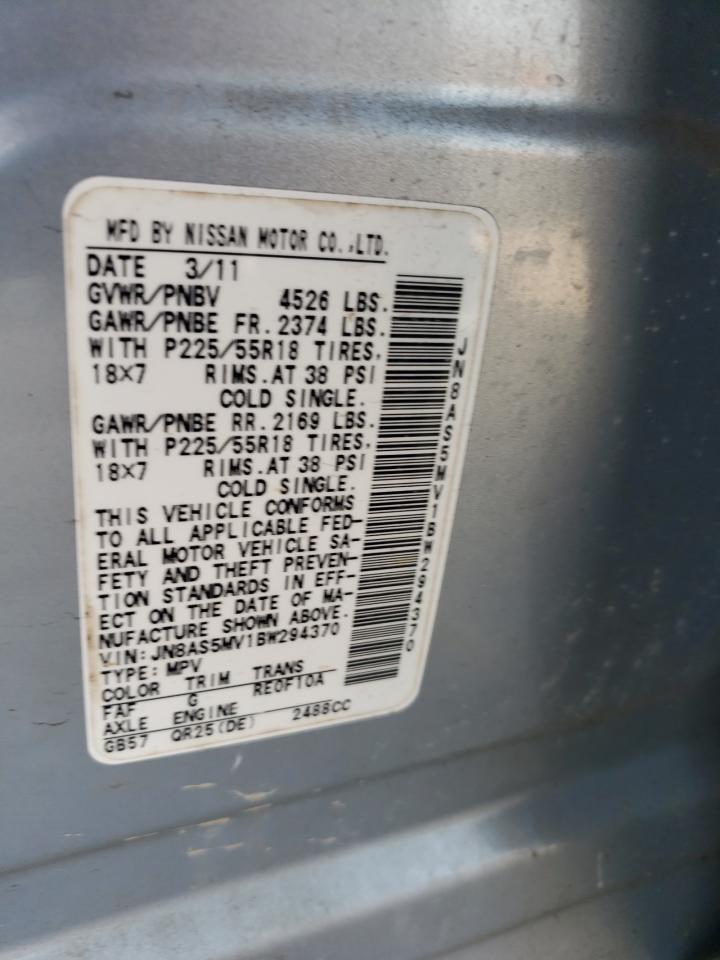 MFD BY NISSAN MOTOR CO.,LTD.
DATE 3/11
GVWR/PNBV 4526 LBS.
GAWR/PNBE FR. 2374 LBS.
WITH P225/55R18 TIRES,
18X7 RIMS.AT 38 PSI
COLD SINGLE.
GAWR/PNBE RR. 2169 LBS.
WITH P225/55R18 TIRES,
18X7 RIMS.AT 38 PSI
COLD SINGLE.
THIS VEHICLE CONFORMS
TO ALL APPLICABLE FED-
ERAL MOTOR VEHICLE SA-
FETY AND THEFT PREVEN-
TION STANDARDS IN EFF-
ECT ON THE DATE OF MA-
NUFACTURE SHOWN ABOVE.
VIN: JN8AS5MV1BW294370
TYPE: MPV
COLOR TRIM TRANS
FAF G RE0F10A
AXLE ENGINE
GB57 QR25(DE) 2488CC
JN8AS5MV1BW294370